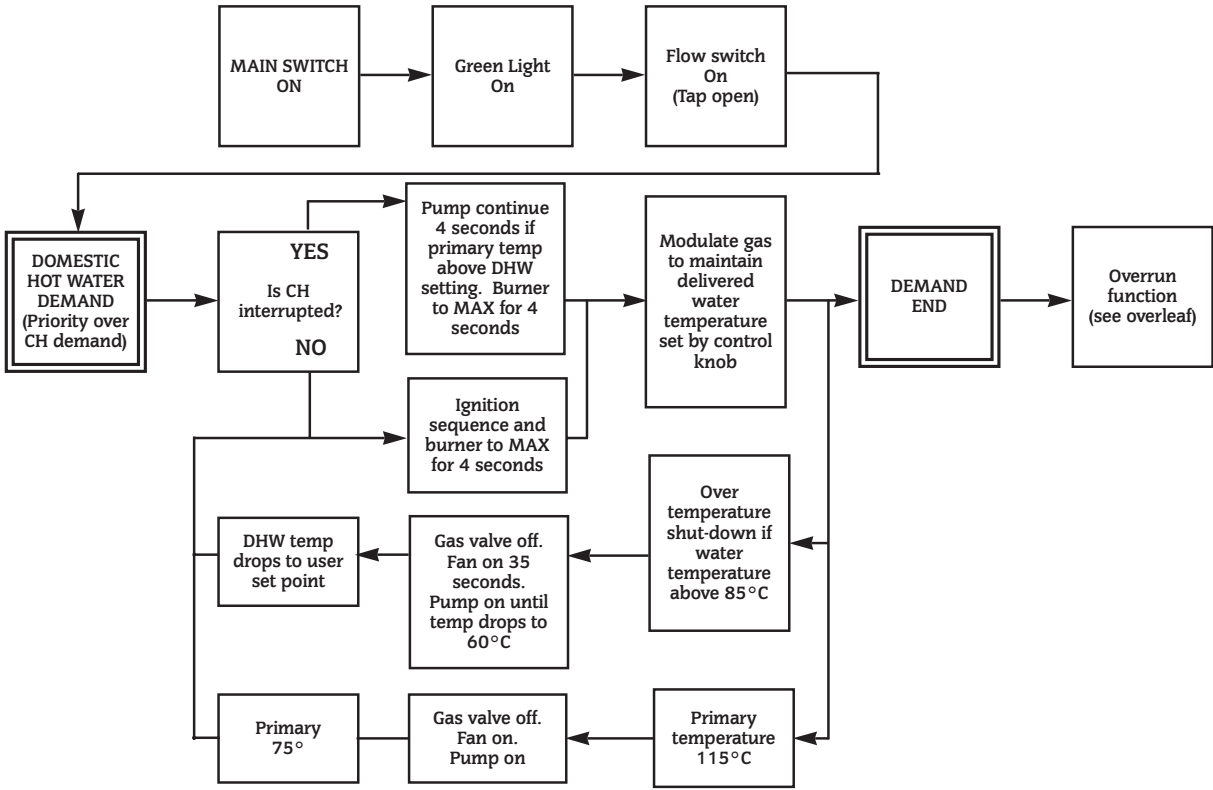 MAIN SWITCH
ON
Green Light
On
Flow switch
On
(Tap open)
DOMESTIC
HOT WATER
DEMAND
(Priority over
CH demand)
YES
Is CH
interrupted?
NO
Pump continue
4 seconds if
primary temp
above DHW
setting. Burner
to MAX for 4
seconds
Ignition
sequence and
burner to MAX
for 4 seconds
Modulate gas
to maintain
delivered
water
temperature
set by control
knob
DEMAND
END
Overrun
function
(see overleaf)
DHW temp
drops to user
set point
Gas valve off.
Fan on 35
seconds.
Pump on until
temp drops to
60°C
Over
temperature
shut-down if
water
temperature
above 85°C
Primary
75°
Gas valve off.
Fan on.
Pump on
Primary
temperature
115°C